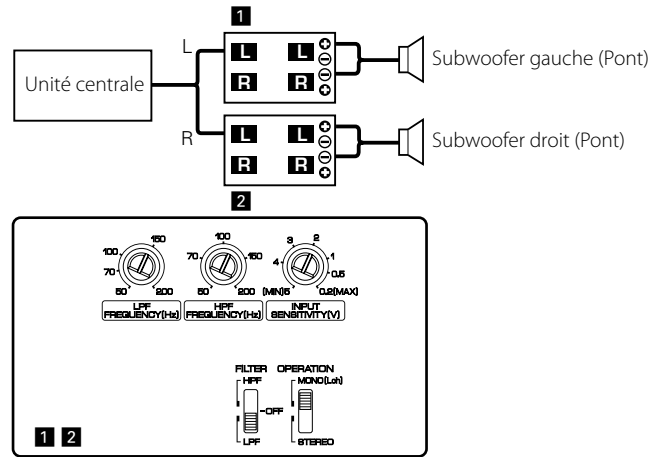 1
L
L L ⊕
⊖
Unité centrale
R R ⊖
⊕
Subwoofer gauche (Pont)
R
L L ⊕
⊖
R R ⊖
⊕
Subwoofer droit (Pont)
2
50 70 100 150 200
LPF
FREQUENCY(Hz)
50 70 100 150 200
HPF
FREQUENCY(Hz)
(MIN)5 4 3 2 1 0.5 0.2(MAX)
INPUT
SENSITIVITY(V)
FILTER
HPF
OFF
LPF
OPERATION
MONO(Lch)
STEREO
1 2